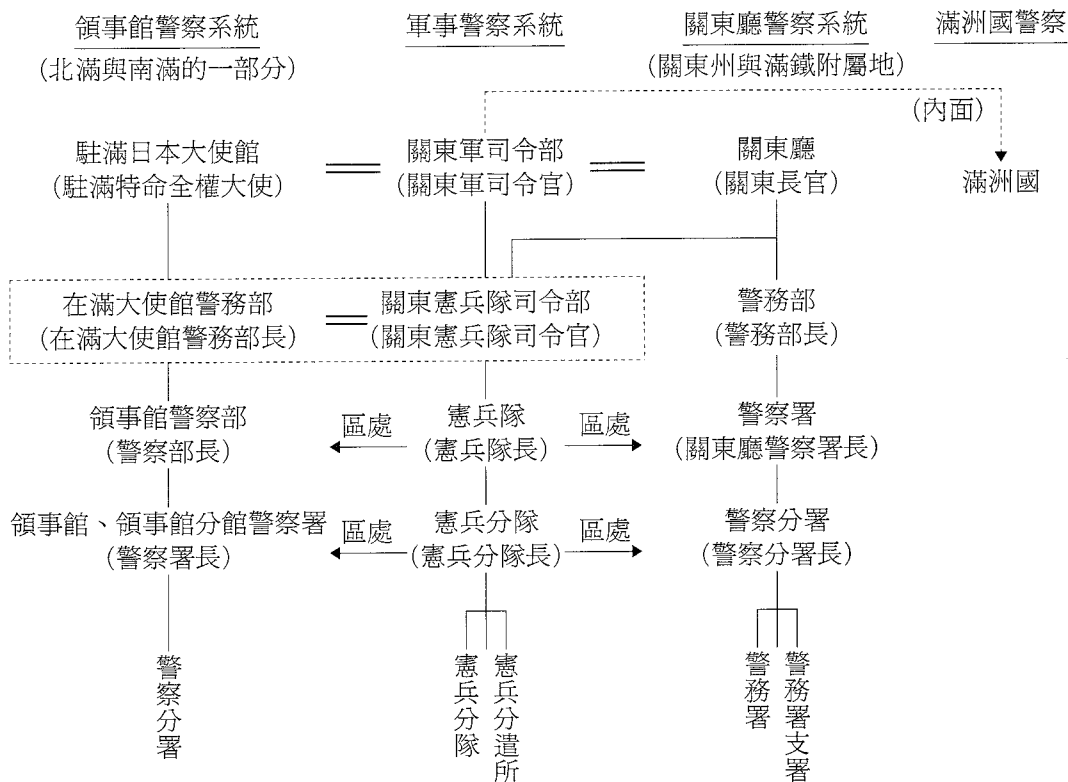 領事館警察系統
(北滿與南滿的一部分)
軍事警察系統
關東廳警察系統
(關東州與滿鐵附屬地)
滿洲國警察
(內面)
駐滿日本大使館
(駐滿特命全權大使)
關東軍司令部
(關東軍司令官)
關東廳
(關東長官)
滿洲國
在滿大使館警務部
(在滿大使館警務部長)
關東憲兵隊司令部
(關東憲兵隊司令官)
警務部
(警務部長)
領事館警察部
(警察部長)
區處
憲兵隊
(憲兵隊長)
區處
警察署
(關東廳警察署長)
領事館、領事館分館警察署
(警察署長)
區處
憲兵分隊
(憲兵分隊長)
區處
警察分署
(警察分署長)
警察分署
憲兵分隊
憲兵分遣所
警務署
警務署支署